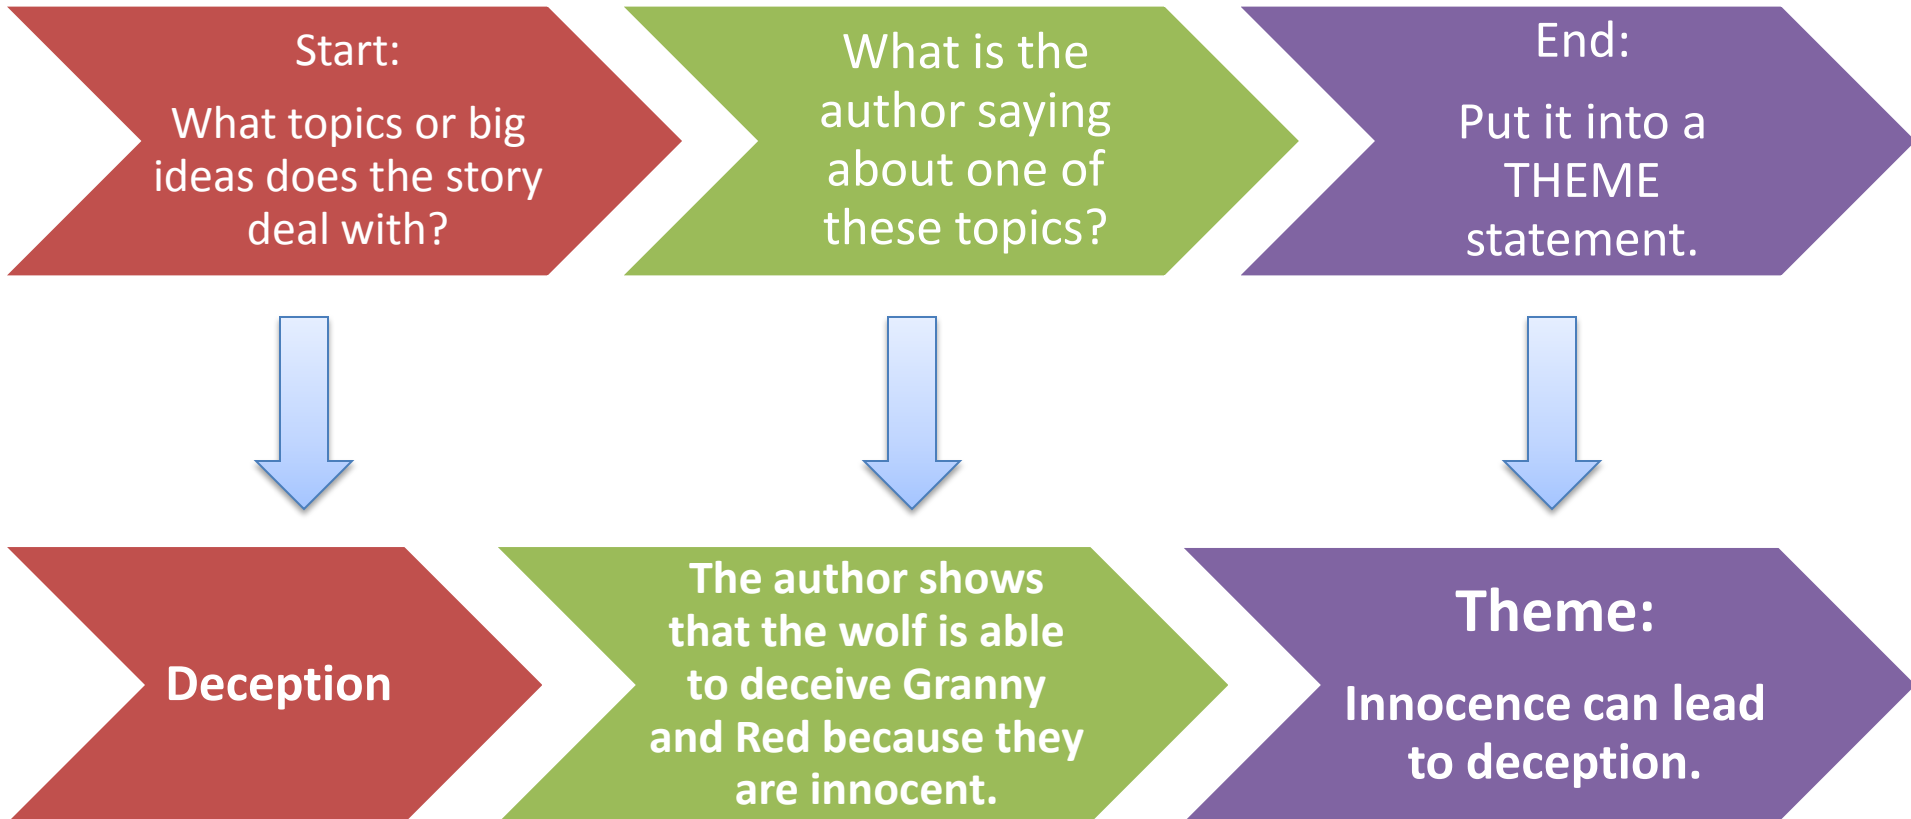 Start:
What topics or big
ideas does the story
deal with?
What is the
author saying
about one of
these topics?
End:
Put it into a
THEME
statement.
Deception
The author shows
that the wolf is able
to deceive Granny
and Red because they
are innocent.
Theme:
Innocence can lead
to deception.